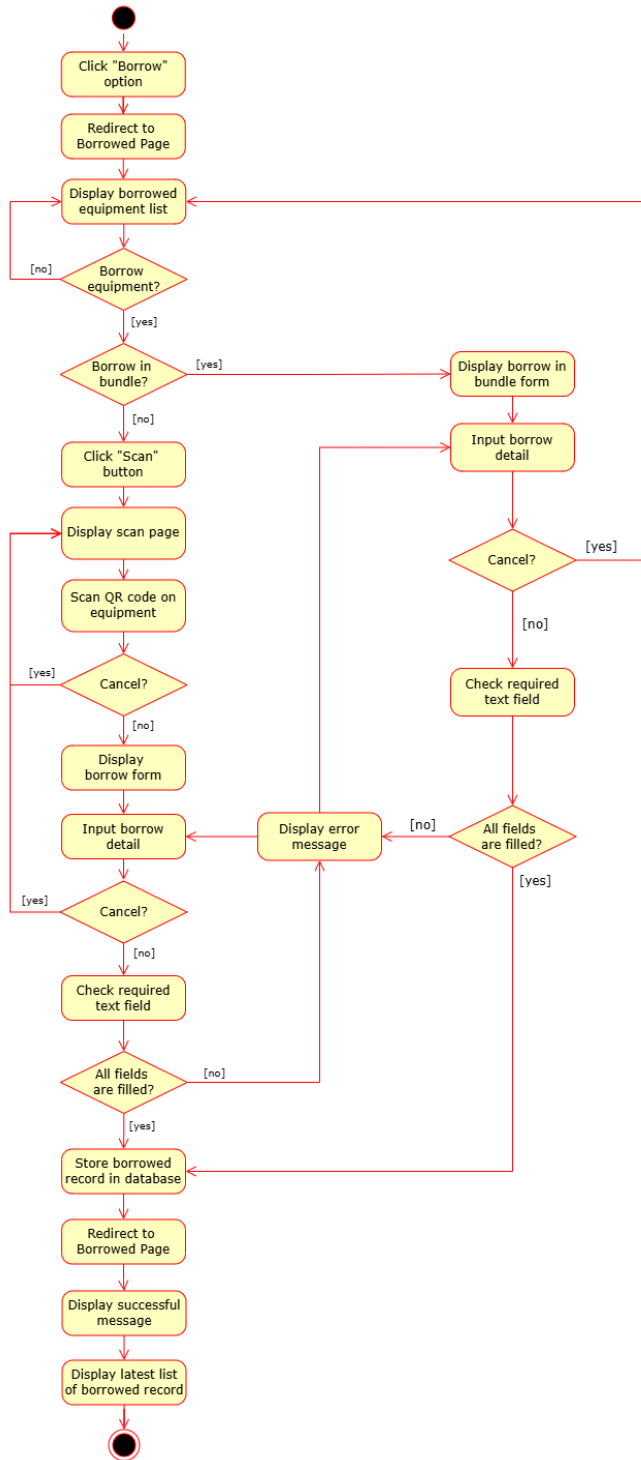 Click "Borrow"
option
Redirect to
Borrowed Page
Display borrowed
equipment list
[no]
Borrow
equipment?
[yes]
Borrow in
bundle?
[yes]
Display borrow in
bundle form
[no]
Input borrow
detail
Click "Scan"
button
Display scan page
Cancel?
[yes]
Scan QR code on
equipment
[no]
[yes]
Cancel?
Check required
text field
[no]
Display
borrow form
Input borrow
detail
Display error
message
[no]
All fields
are filled?
[yes]
[yes]
Cancel?
[no]
Check required
text field
All fields
are filled?
[no]
[yes]
Store borrowed
record in database
Redirect to
Borrowed Page
Display successful
message
Display latest list
of borrowed record